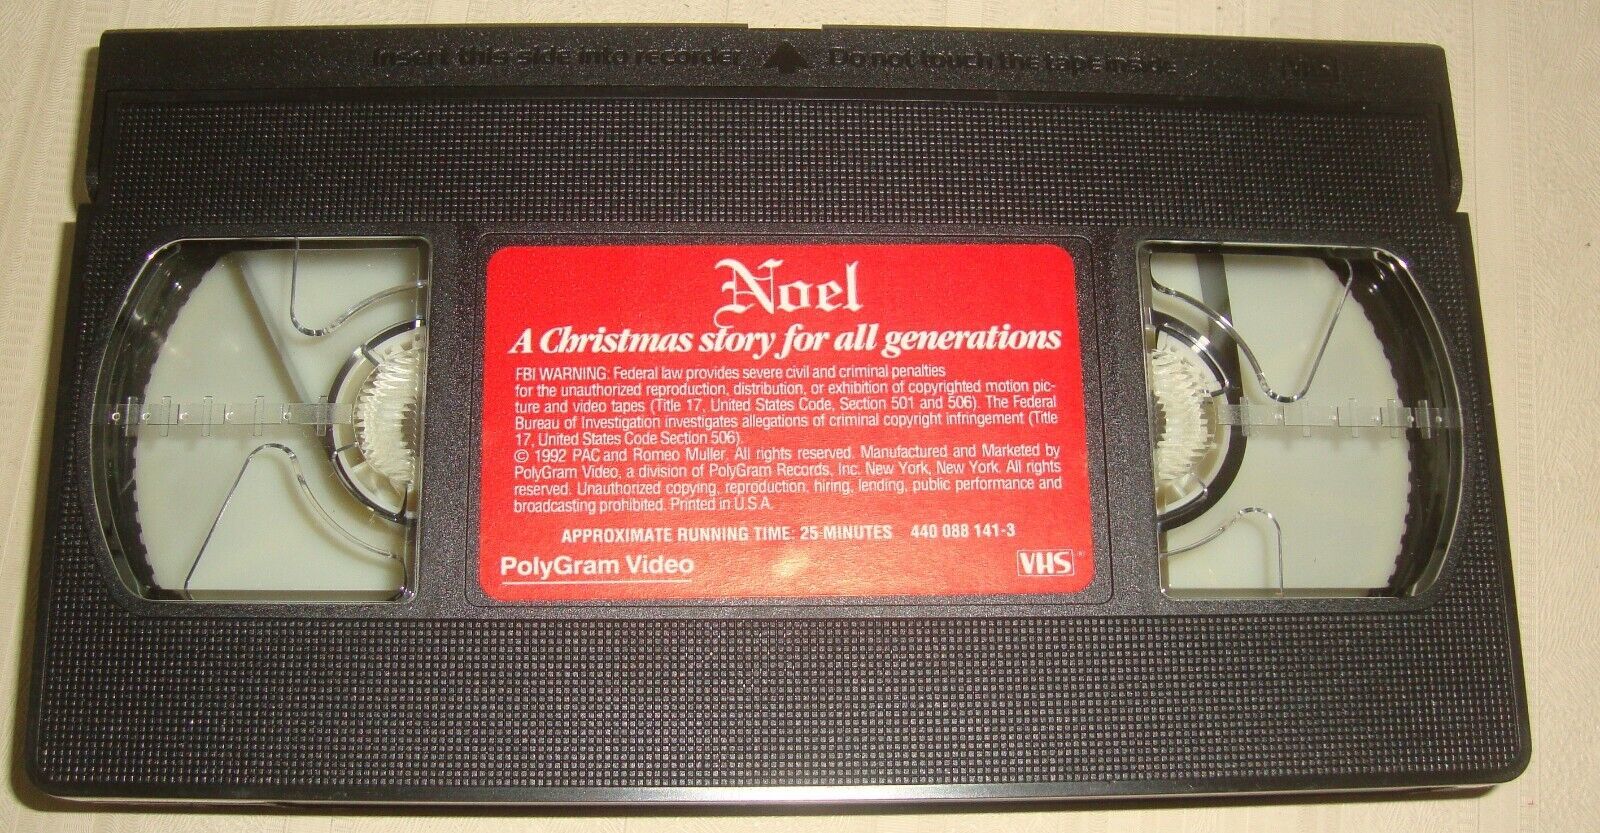 Insert this side into recorder Do not touch the tape inside VHS
Noel
A Christmas story for all generations
FBI WARNING: Federal law provides severe civil and criminal penalties
for the unauthorized reproduction, distribution, or exhibition of copyrighted motion pic-
ture and video tapes (Title 17, United States Code, Section 501 and 506). The Federal
Bureau of Investigation investigates allegations of criminal copyright infringement (Title
17, United States Code Section 506).
© 1992 PAC and Romeo Muller. All rights reserved. Manufactured and Marketed by
PolyGram Video, a division of PolyGram Records, Inc. New York, New York. All rights
reserved. Unauthorized copying, reproduction, hiring, lending, public performance and
broadcasting prohibited. Printed in U.S.A.
APPROXIMATE RUNNING TIME: 25 MINUTES 440 088 141-3
PolyGram Video VHS